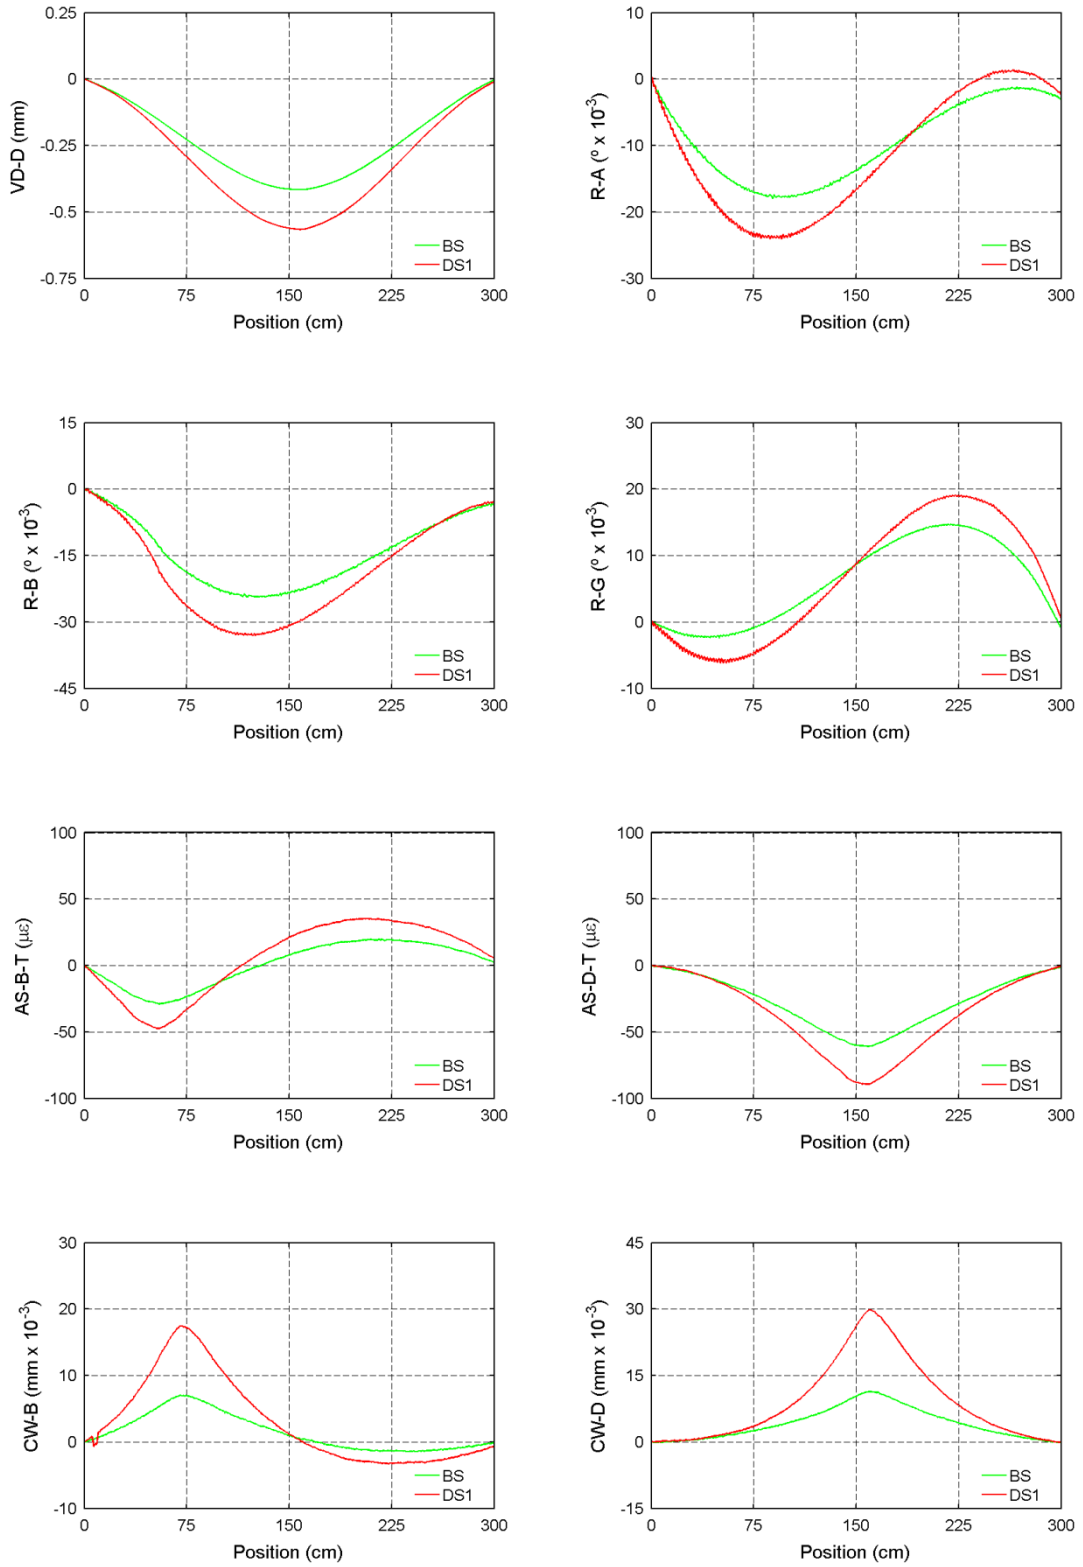 0.25
0
-0.25
-0.5
-0.75
VD-D (mm)
BS
DS1
0 75 150 225 300
Position (cm)
10
0
-10
-20
-30
R-A (º x 10-3)
BS
DS1
0 75 150 225 300
Position (cm)
15
0
-15
-30
-45
R-B (º x 10-3)
BS
DS1
0 75 150 225 300
Position (cm)
30
20
10
0
-10
R-G (º x 10-3)
BS
DS1
0 75 150 225 300
Position (cm)
100
50
0
-50
-100
AS-B-T (με)
BS
DS1
0 75 150 225 300
Position (cm)
100
50
0
-50
-100
AS-D-T (με)
BS
DS1
0 75 150 225 300
Position (cm)
30
20
10
0
-10
CW-B (mm x 10-3)
BS
DS1
0 75 150 225 300
Position (cm)
45
30
15
0
-15
CW-D (mm x 10-3)
BS
DS1
0 75 150 225 300
Position (cm)